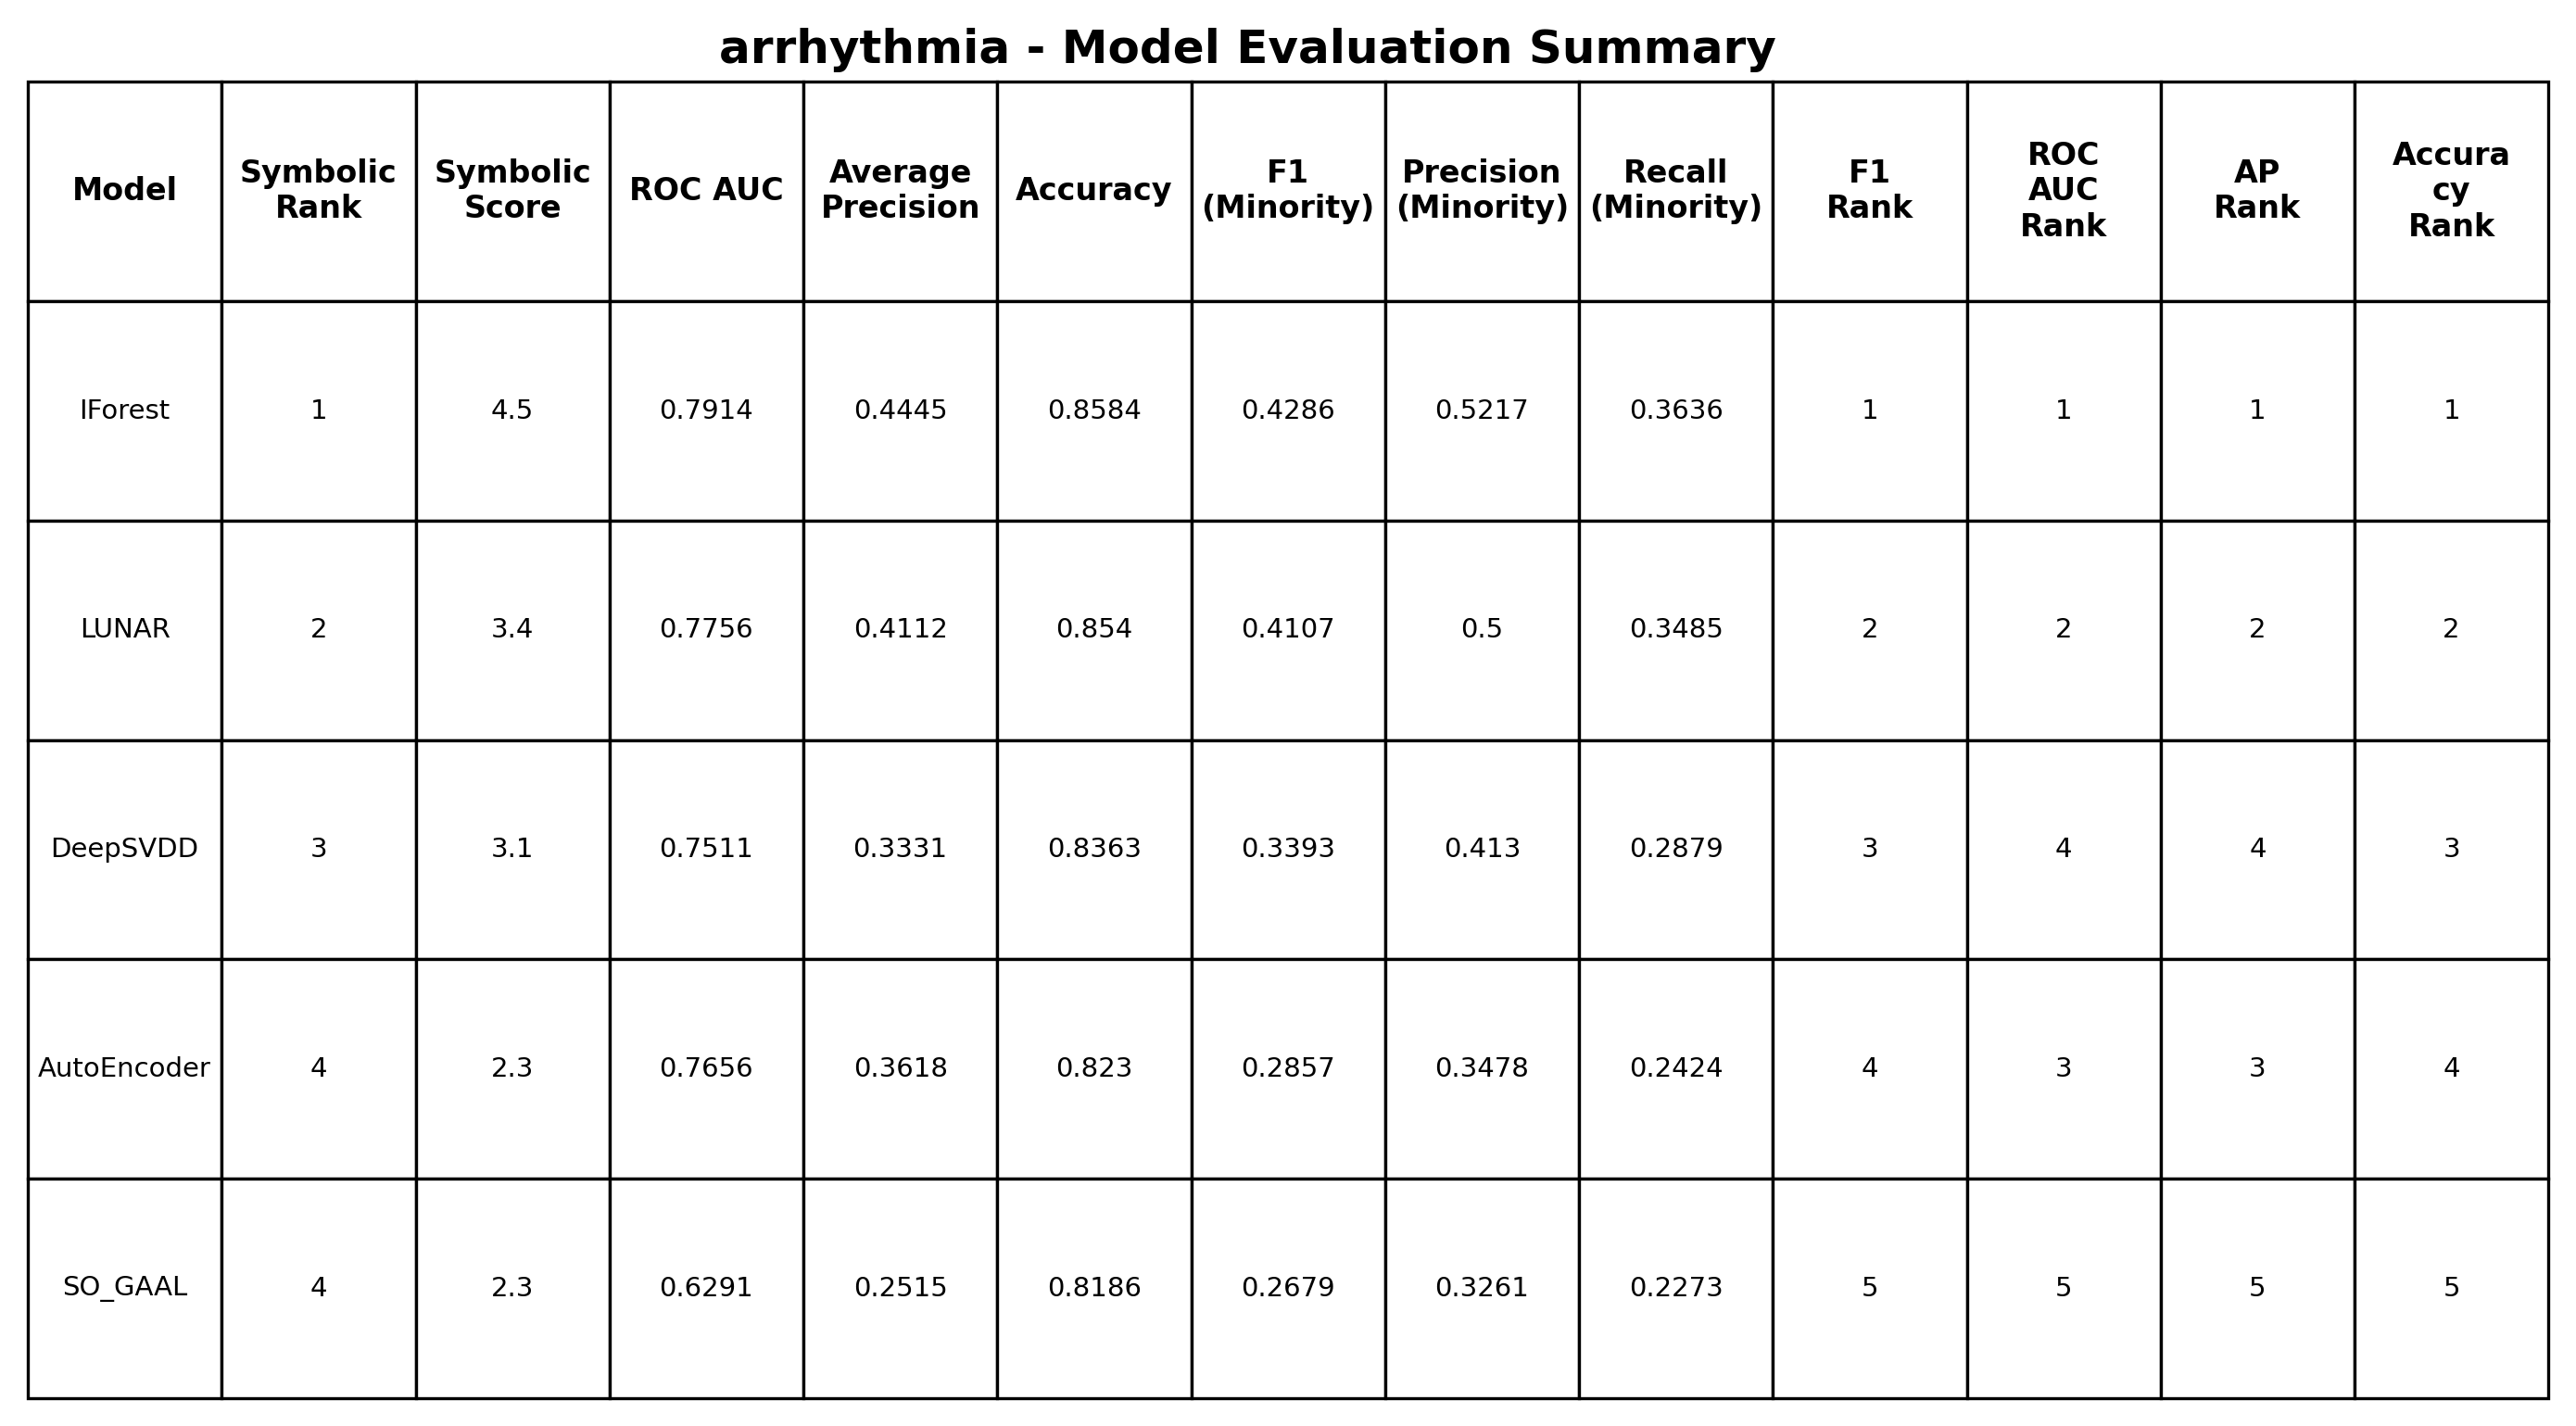 arrhythmia - Model Evaluation Summary
Model Symbolic Rank Symbolic Score ROC AUC Average Precision Accuracy F1 (Minority) Precision (Minority) Recall (Minority) F1 Rank ROC AUC Rank AP Rank Accura cy Rank
IForest 1 4.5 0.7914 0.4445 0.8584 0.4286 0.5217 0.3636 1 1 1 1
LUNAR 2 3.4 0.7756 0.4112 0.854 0.4107 0.5 0.3485 2 2 2 2
DeepSVDD 3 3.1 0.7511 0.3331 0.8363 0.3393 0.413 0.2879 3 4 4 3
AutoEncoder 4 2.3 0.7656 0.3618 0.823 0.2857 0.3478 0.2424 4 3 3 4
SO_GAAL 4 2.3 0.6291 0.2515 0.8186 0.2679 0.3261 0.2273 5 5 5 5